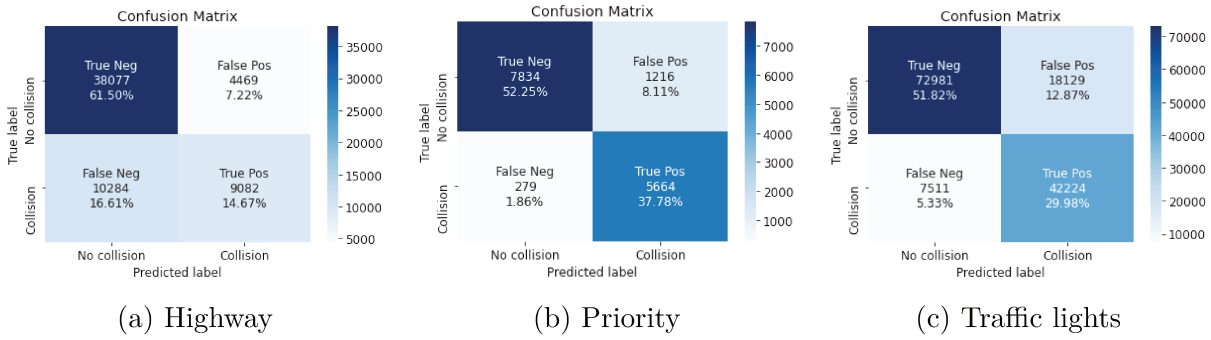 Confusion Matrix
True label
No collision
Collision
True Neg
38077
61.50%
False Pos
4469
7.22%
False Neg
10284
16.61%
True Pos
9082
14.67%
35000
30000
25000
20000
15000
10000
5000
No collision
Collision
Predicted label
(a) Highway
Confusion Matrix
True label
No collision
Collision
True Neg
7834
52.25%
False Pos
1216
8.11%
False Neg
279
1.86%
True Pos
5664
37.78%
7000
6000
5000
4000
3000
2000
1000
No collision
Collision
Predicted label
(b) Priority
Confusion Matrix
True label
No collision
Collision
True Neg
72981
51.82%
False Pos
18129
12.87%
False Neg
7511
5.33%
True Pos
42224
29.98%
70000
60000
50000
40000
30000
20000
10000
No collision
Collision
Predicted label
(c) Traffic lights